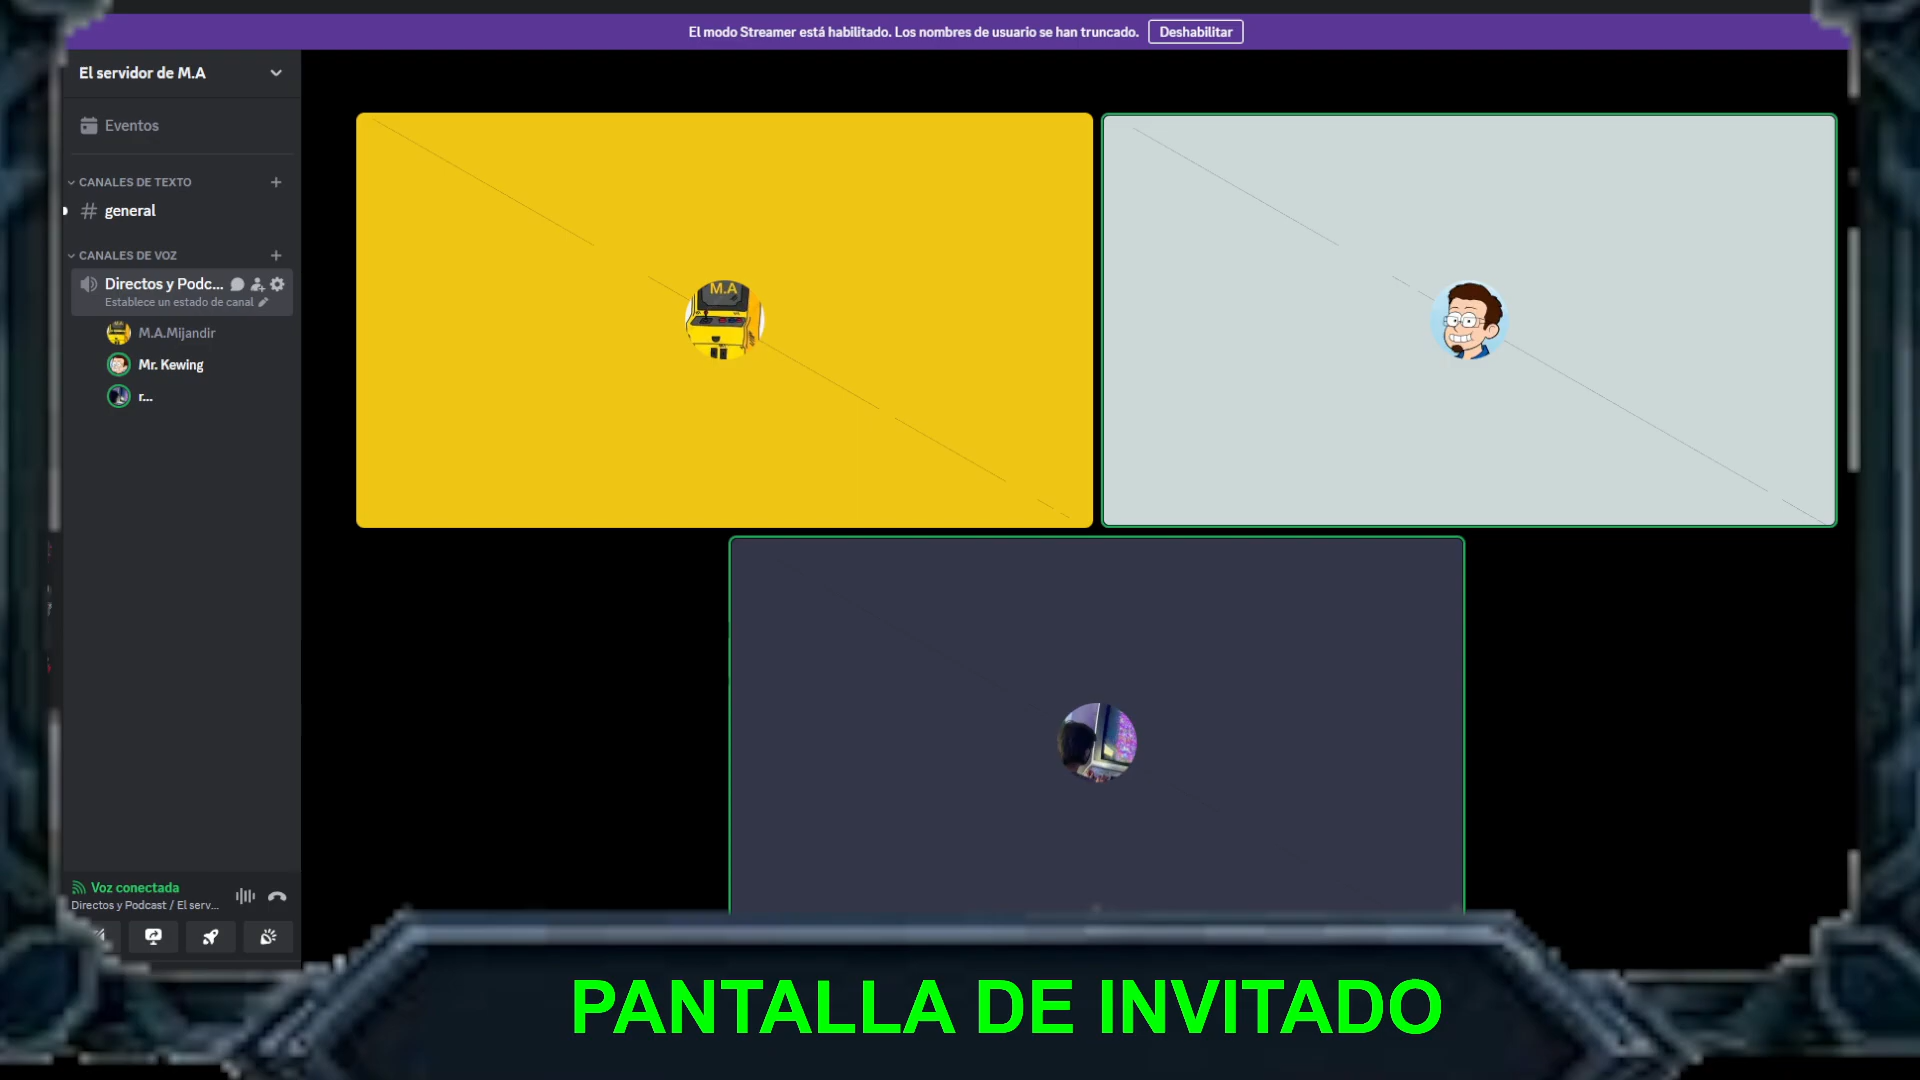 El modo Streamer está habilitado. Los nombres de usuario se han truncado. Deshabilitar
El servidor de M.A
Eventos
CANALES DE TEXTO
general
CANALES DE VOZ
Directos y Podc...
Establece un estado de canal
M.A.Mijandir
Mr. Kewing
r...
M.A
Voz conectada
Directos y Podcast / El serv...
PANTALLA DE INVITADO